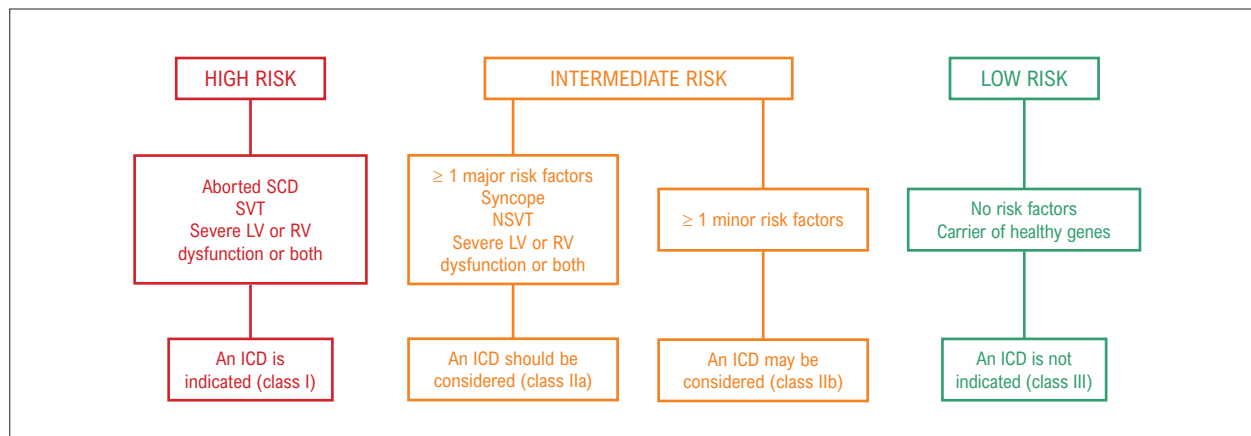 HIGH RISK
Aborted SCD
SVT
Severe LV or RV
dysfunction or both
An ICD is
indicated (class I)
INTERMEDIATE RISK
≥ 1 major risk factors
Syncope
NSVT
Severe LV or RV
dysfunction or both
An ICD should be
considered (class IIa)
≥ 1 minor risk factors
An ICD may be
considered (class IIb)
LOW RISK
No risk factors
Carrier of healthy genes
An ICD is not
indicated (class III)